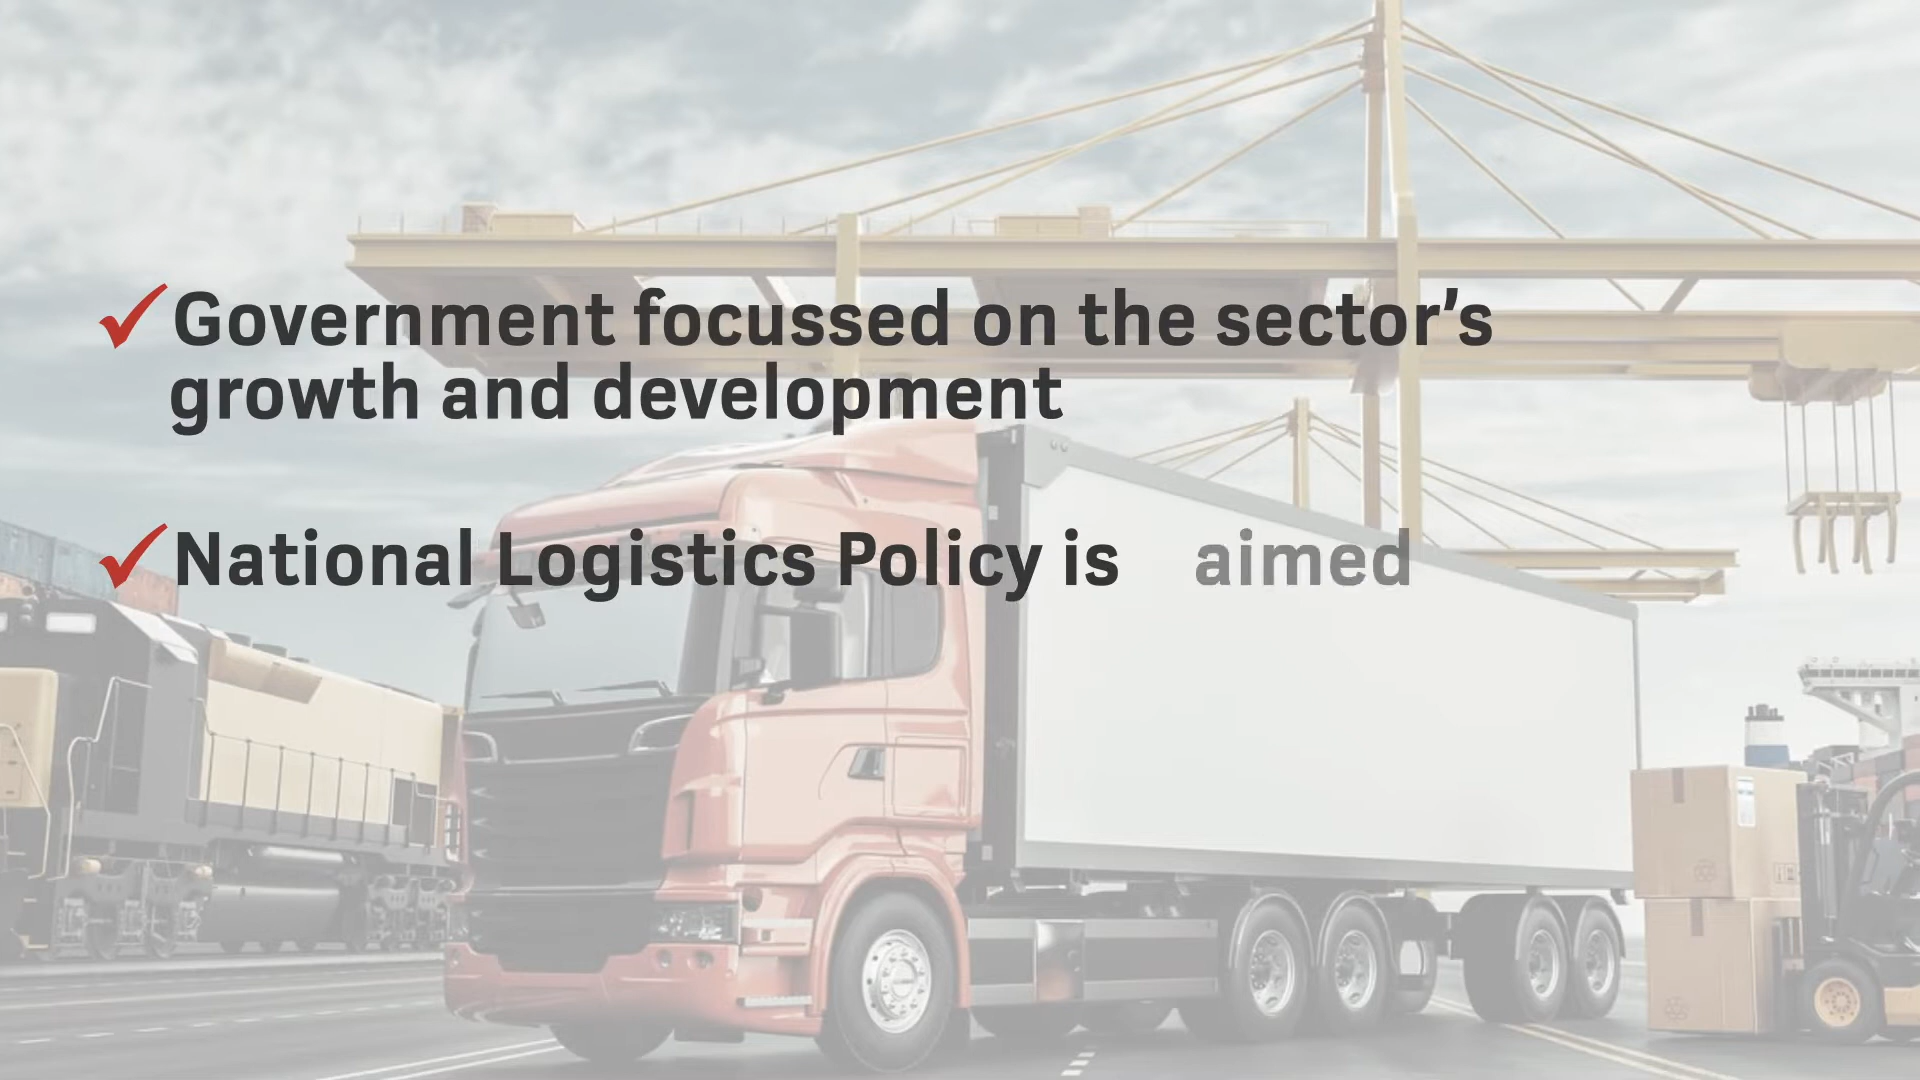 Government focussed on the sector’s
growth and development
National Logistics Policy is aimed